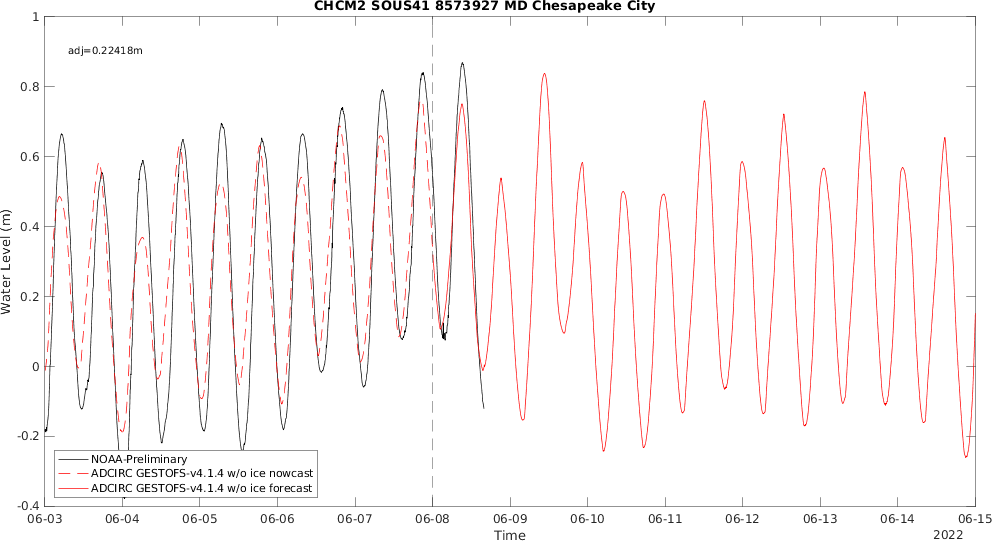 CHCM2 SOUS41 8573927 MD Chesapeake City
adj=0.22418m
1
0.8
0.6
0.4
0.2
0
-0.2
-0.4
Water Level (m)
NOAA-Preliminary
ADCIRC GESTOFS-v4.1.4 w/o ice nowcast
ADCIRC GESTOFS-v4.1.4 w/o ice forecast
06-03 06-04 06-05 06-06 06-07 06-08 06-09 06-10 06-11 06-12 06-13 06-14 06-15
Time
2022